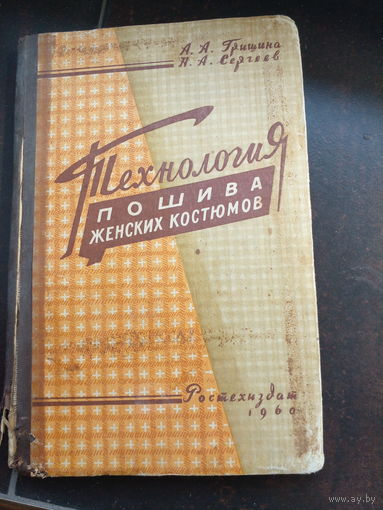 А. А. Гришина
Н. А. Сергеев
Технология
ПОШИВА
ЖЕНСКИХ КОСТЮМОВ
Ростехиздат
1960
www.ay.by